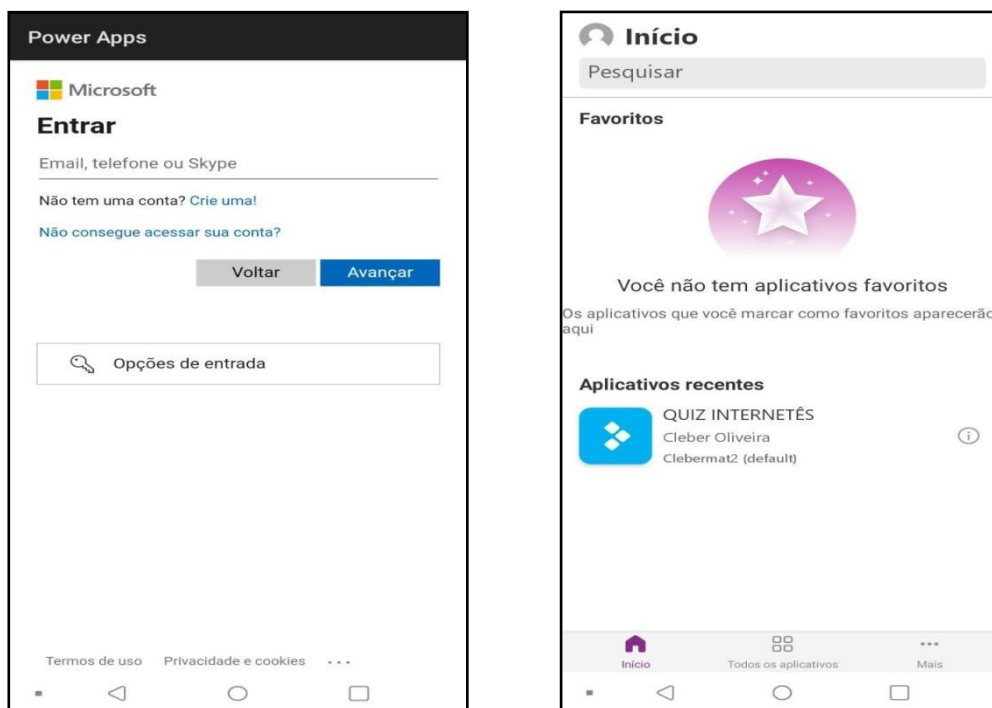 Power Apps
Microsoft
Entrar
Email, telefone ou Skype
Não tem uma conta? Crie uma!
Não consegue acessar sua conta?
Voltar Avançar
Opções de entrada
Termos de uso Privacidade e cookies ...
Início
Pesquisar
Favoritos
Você não tem aplicativos favoritos
Os aplicativos que você marcar como favoritos aparecerão
aqui
Aplicativos recentes
QUIZ INTERNETÊS
Cleber Oliveira
Clebermat2 (default)
Início Todos os aplicativos Mais